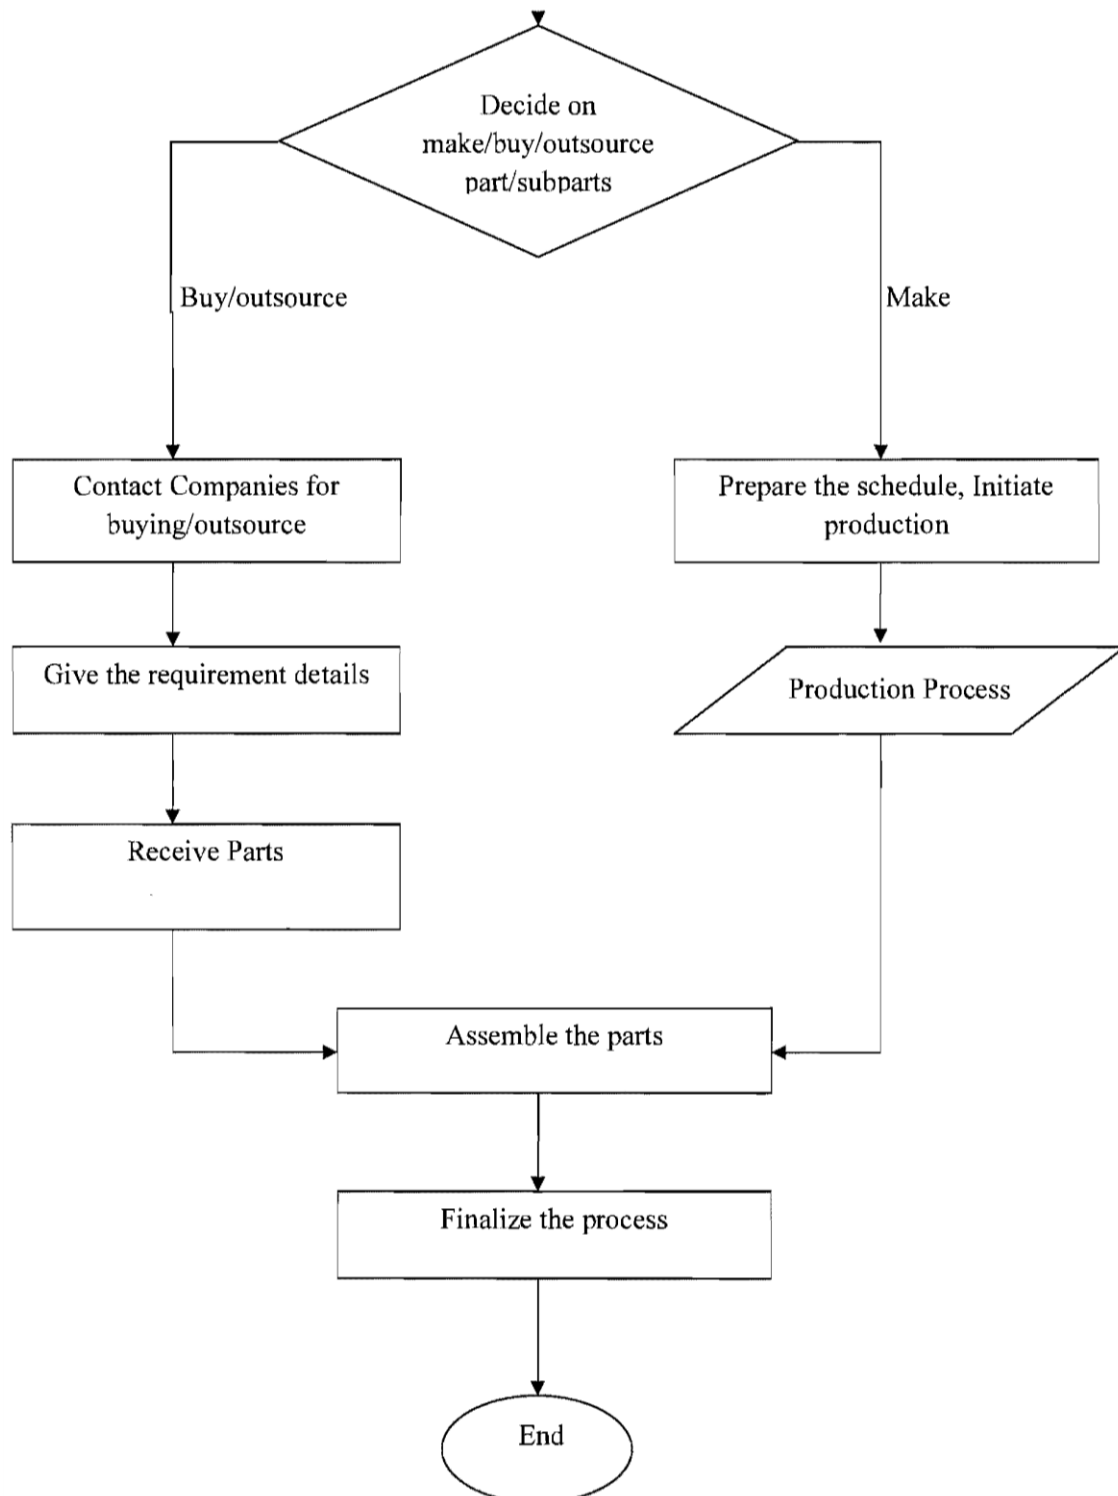 Decide on
make/buy/outsource
part/subparts
Buy/outsource
Make
Contact Companies for
buying/outsource
Prepare the schedule, Initiate
production
Give the requirement details
Production Process
Receive Parts
Assemble the parts
Finalize the process
End